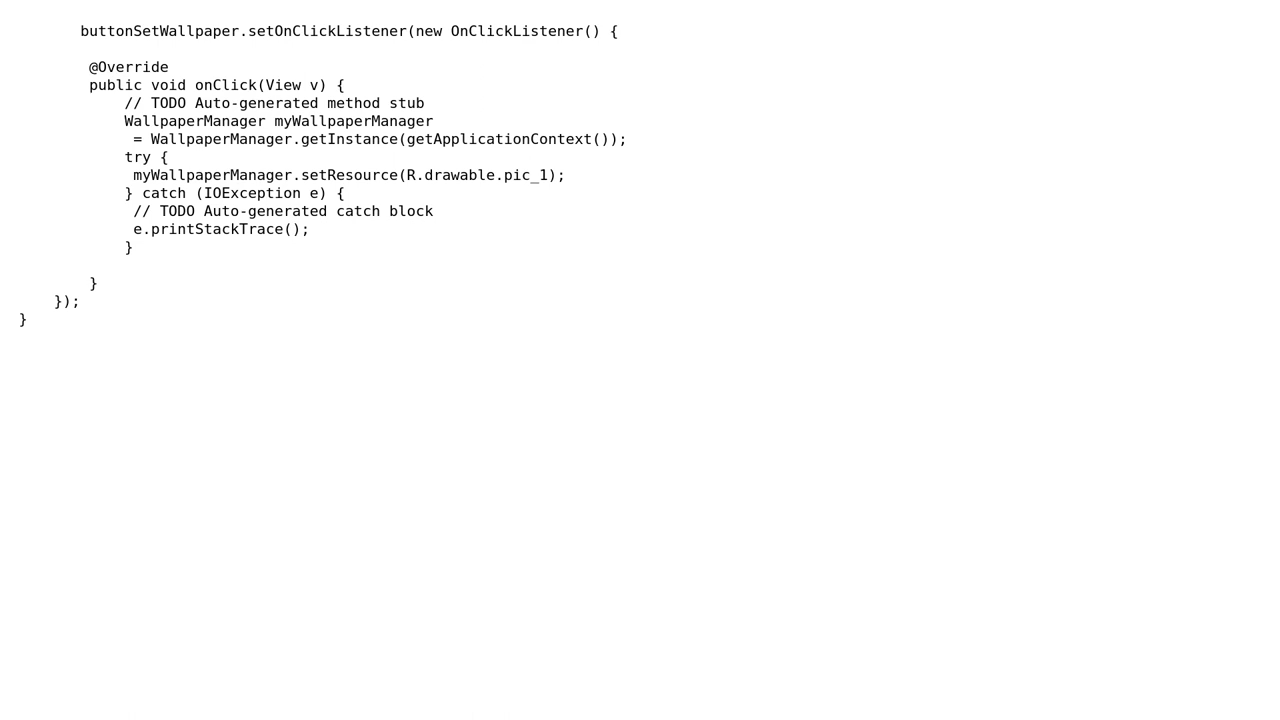 buttonSetWallpaper.setOnClickListener(new OnClickListener() {
@Override
public void onClick(View v) {
// TODO Auto-generated method stub
WallpaperManager myWallpaperManager
= WallpaperManager.getInstance(getApplicationContext());
try {
myWallpaperManager.setResource(R.drawable.pic_1);
} catch (IOException e) {
// TODO Auto-generated catch block
e.printStackTrace();
}
}
});
}